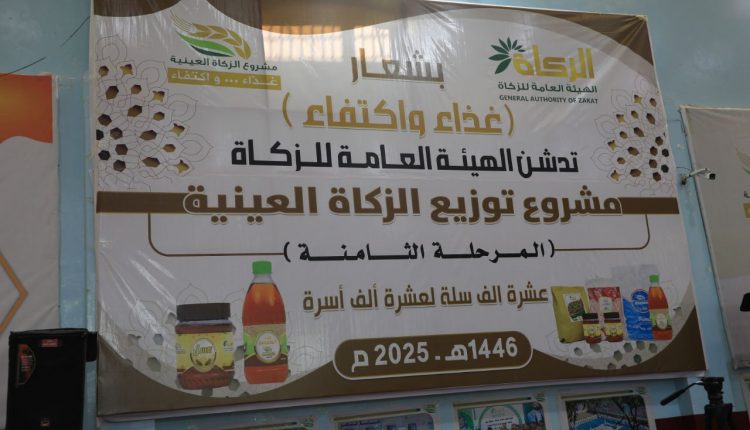 الزكاة
الهيئة العامة للزكاة
GENERAL AUTHORITY OF ZAKAT
مشروع الزكاة العينية
غذاء ... و اكتفاء
بشعار
(غذاء واكتفاء)
تدشن الهيئة العامة للزكاة
مشروع توزيع الزكاة العينية
(المرحلة الثامنة)
عشرة الف سلة لعشرة ألف أسرة
1446هـ - 2025 م